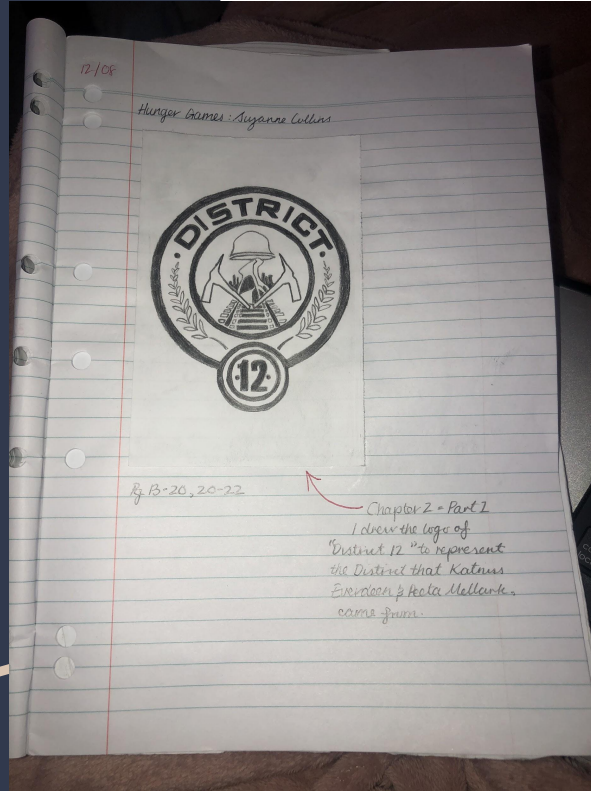 12/08
Hunger Games: Suzanne Collins
·DISTRICT·
·12·
Pg 13-20, 20-22
Chapter 2 - Part 1
I drew the logo of
"District 12" to represent
the District that Katniss
Everdeen & Peeta Mellark
came from.